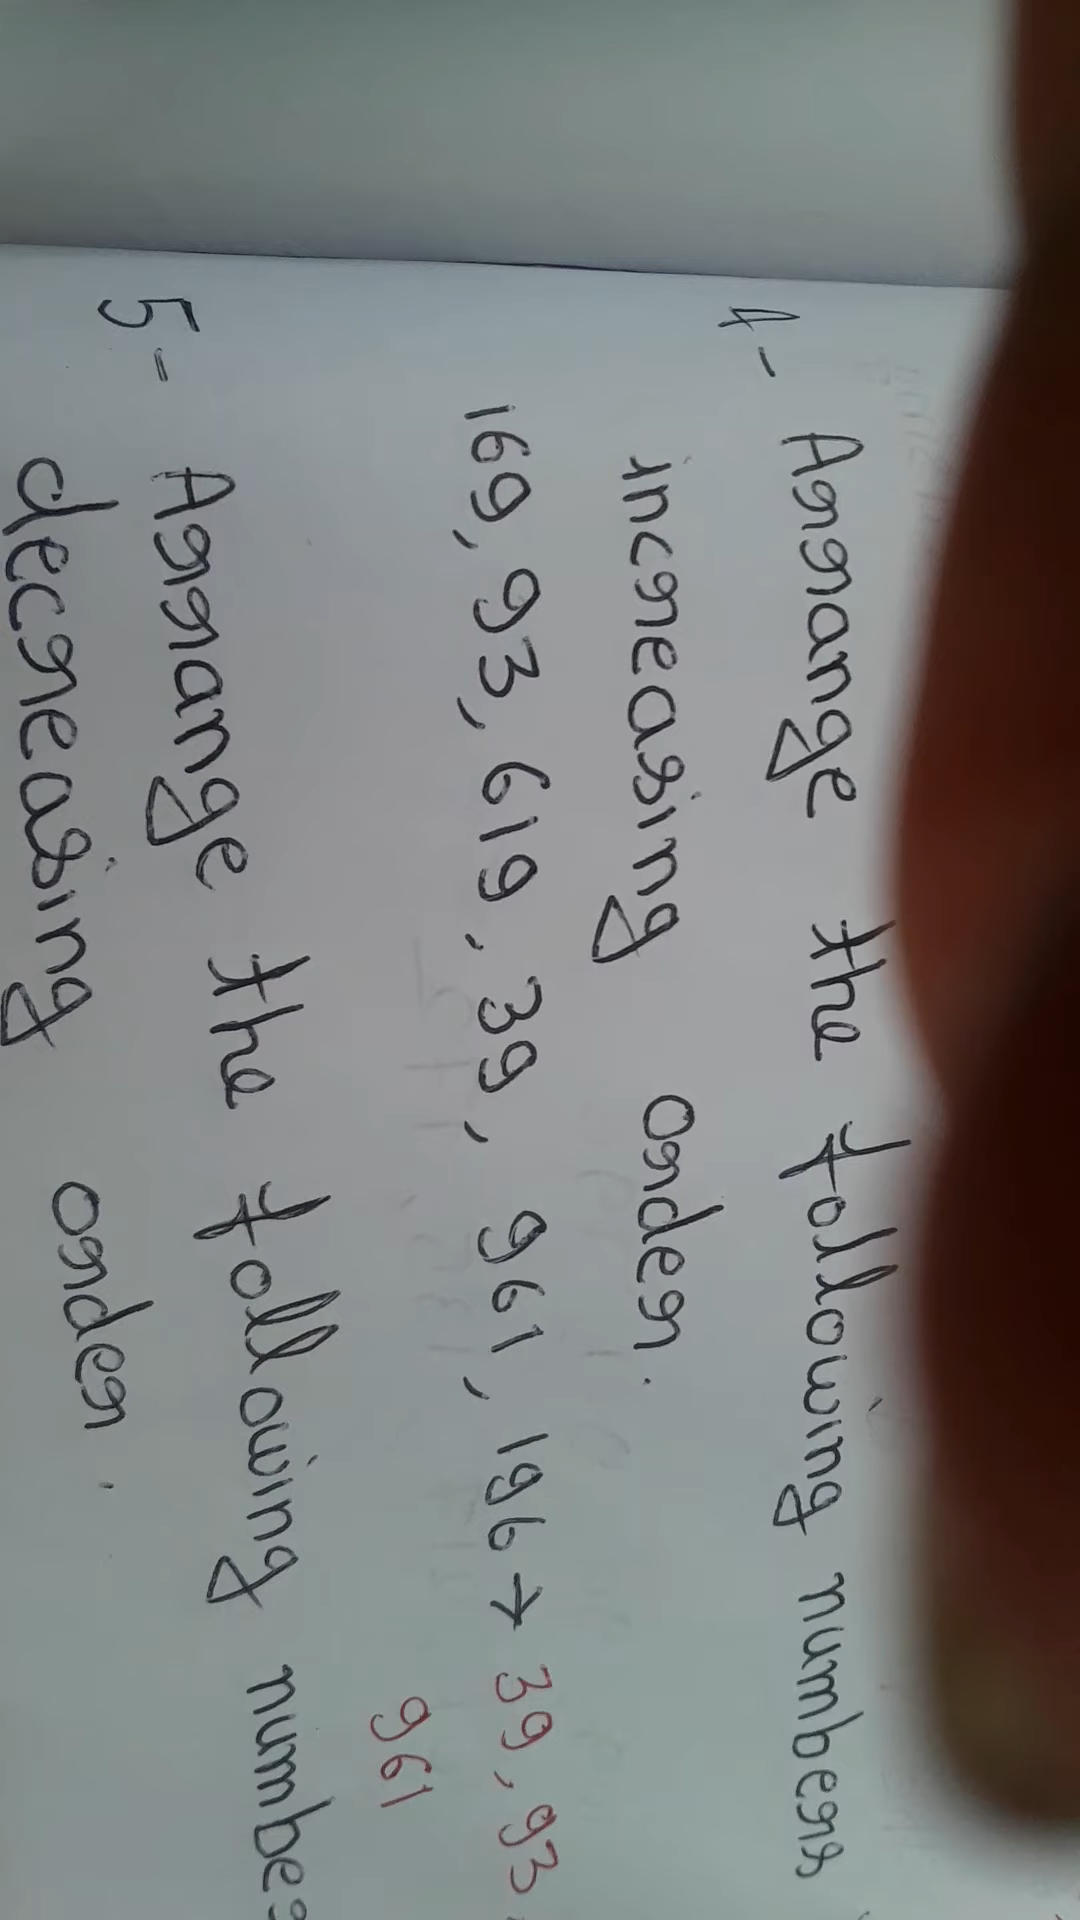 4- Arrange the following numbers
increasing order.
169, 93, 619, 39, 961, 196 → 39, 93
961
5- Arrange the following
decreasing order.